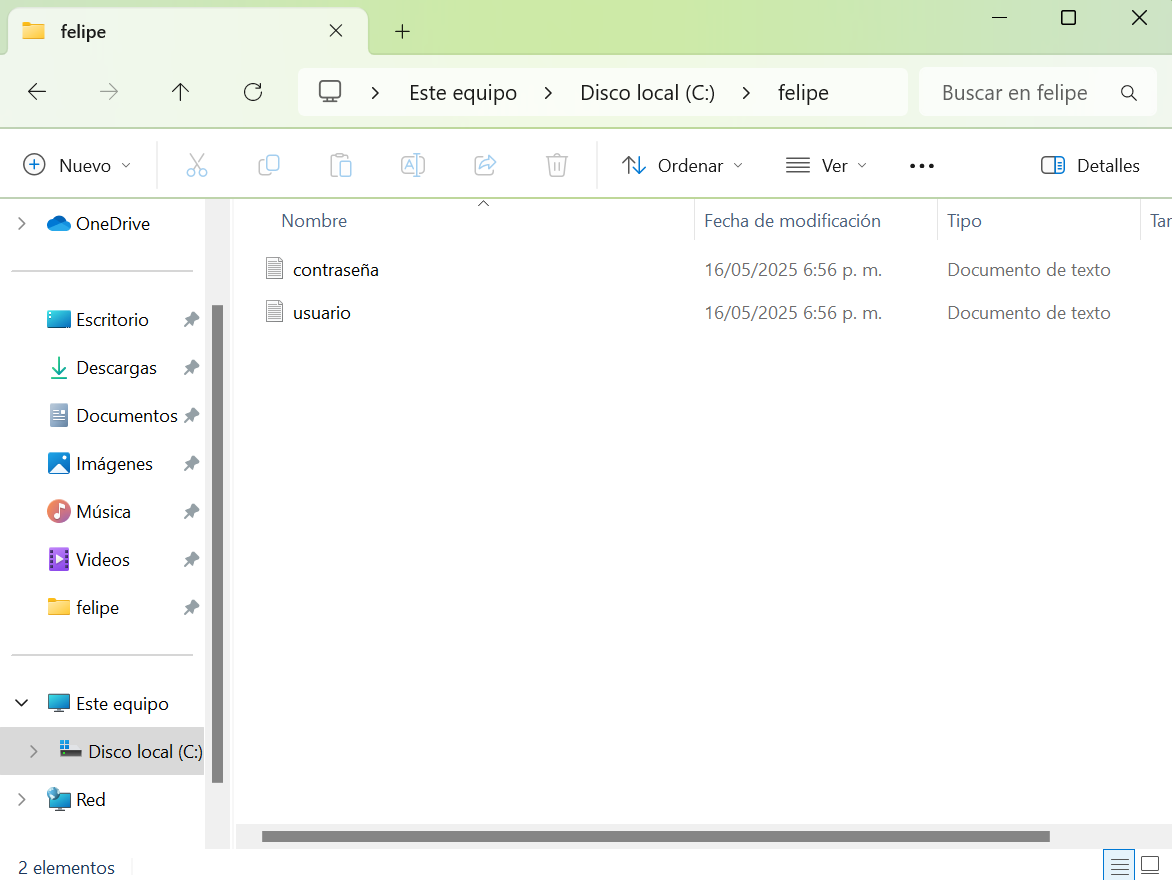 felipe
Este equipo Disco local (C:) felipe Buscar en felipe
Nuevo Ordenar Ver Detalles
OneDrive
Escritorio
Descargas
Documentos
Imágenes
Música
Videos
felipe
Este equipo
Disco local (C:)
Red
Nombre Fecha de modificación Tipo Tar
contraseña 16/05/2025 6:56 p. m. Documento de texto
usuario 16/05/2025 6:56 p. m. Documento de texto
2 elementos